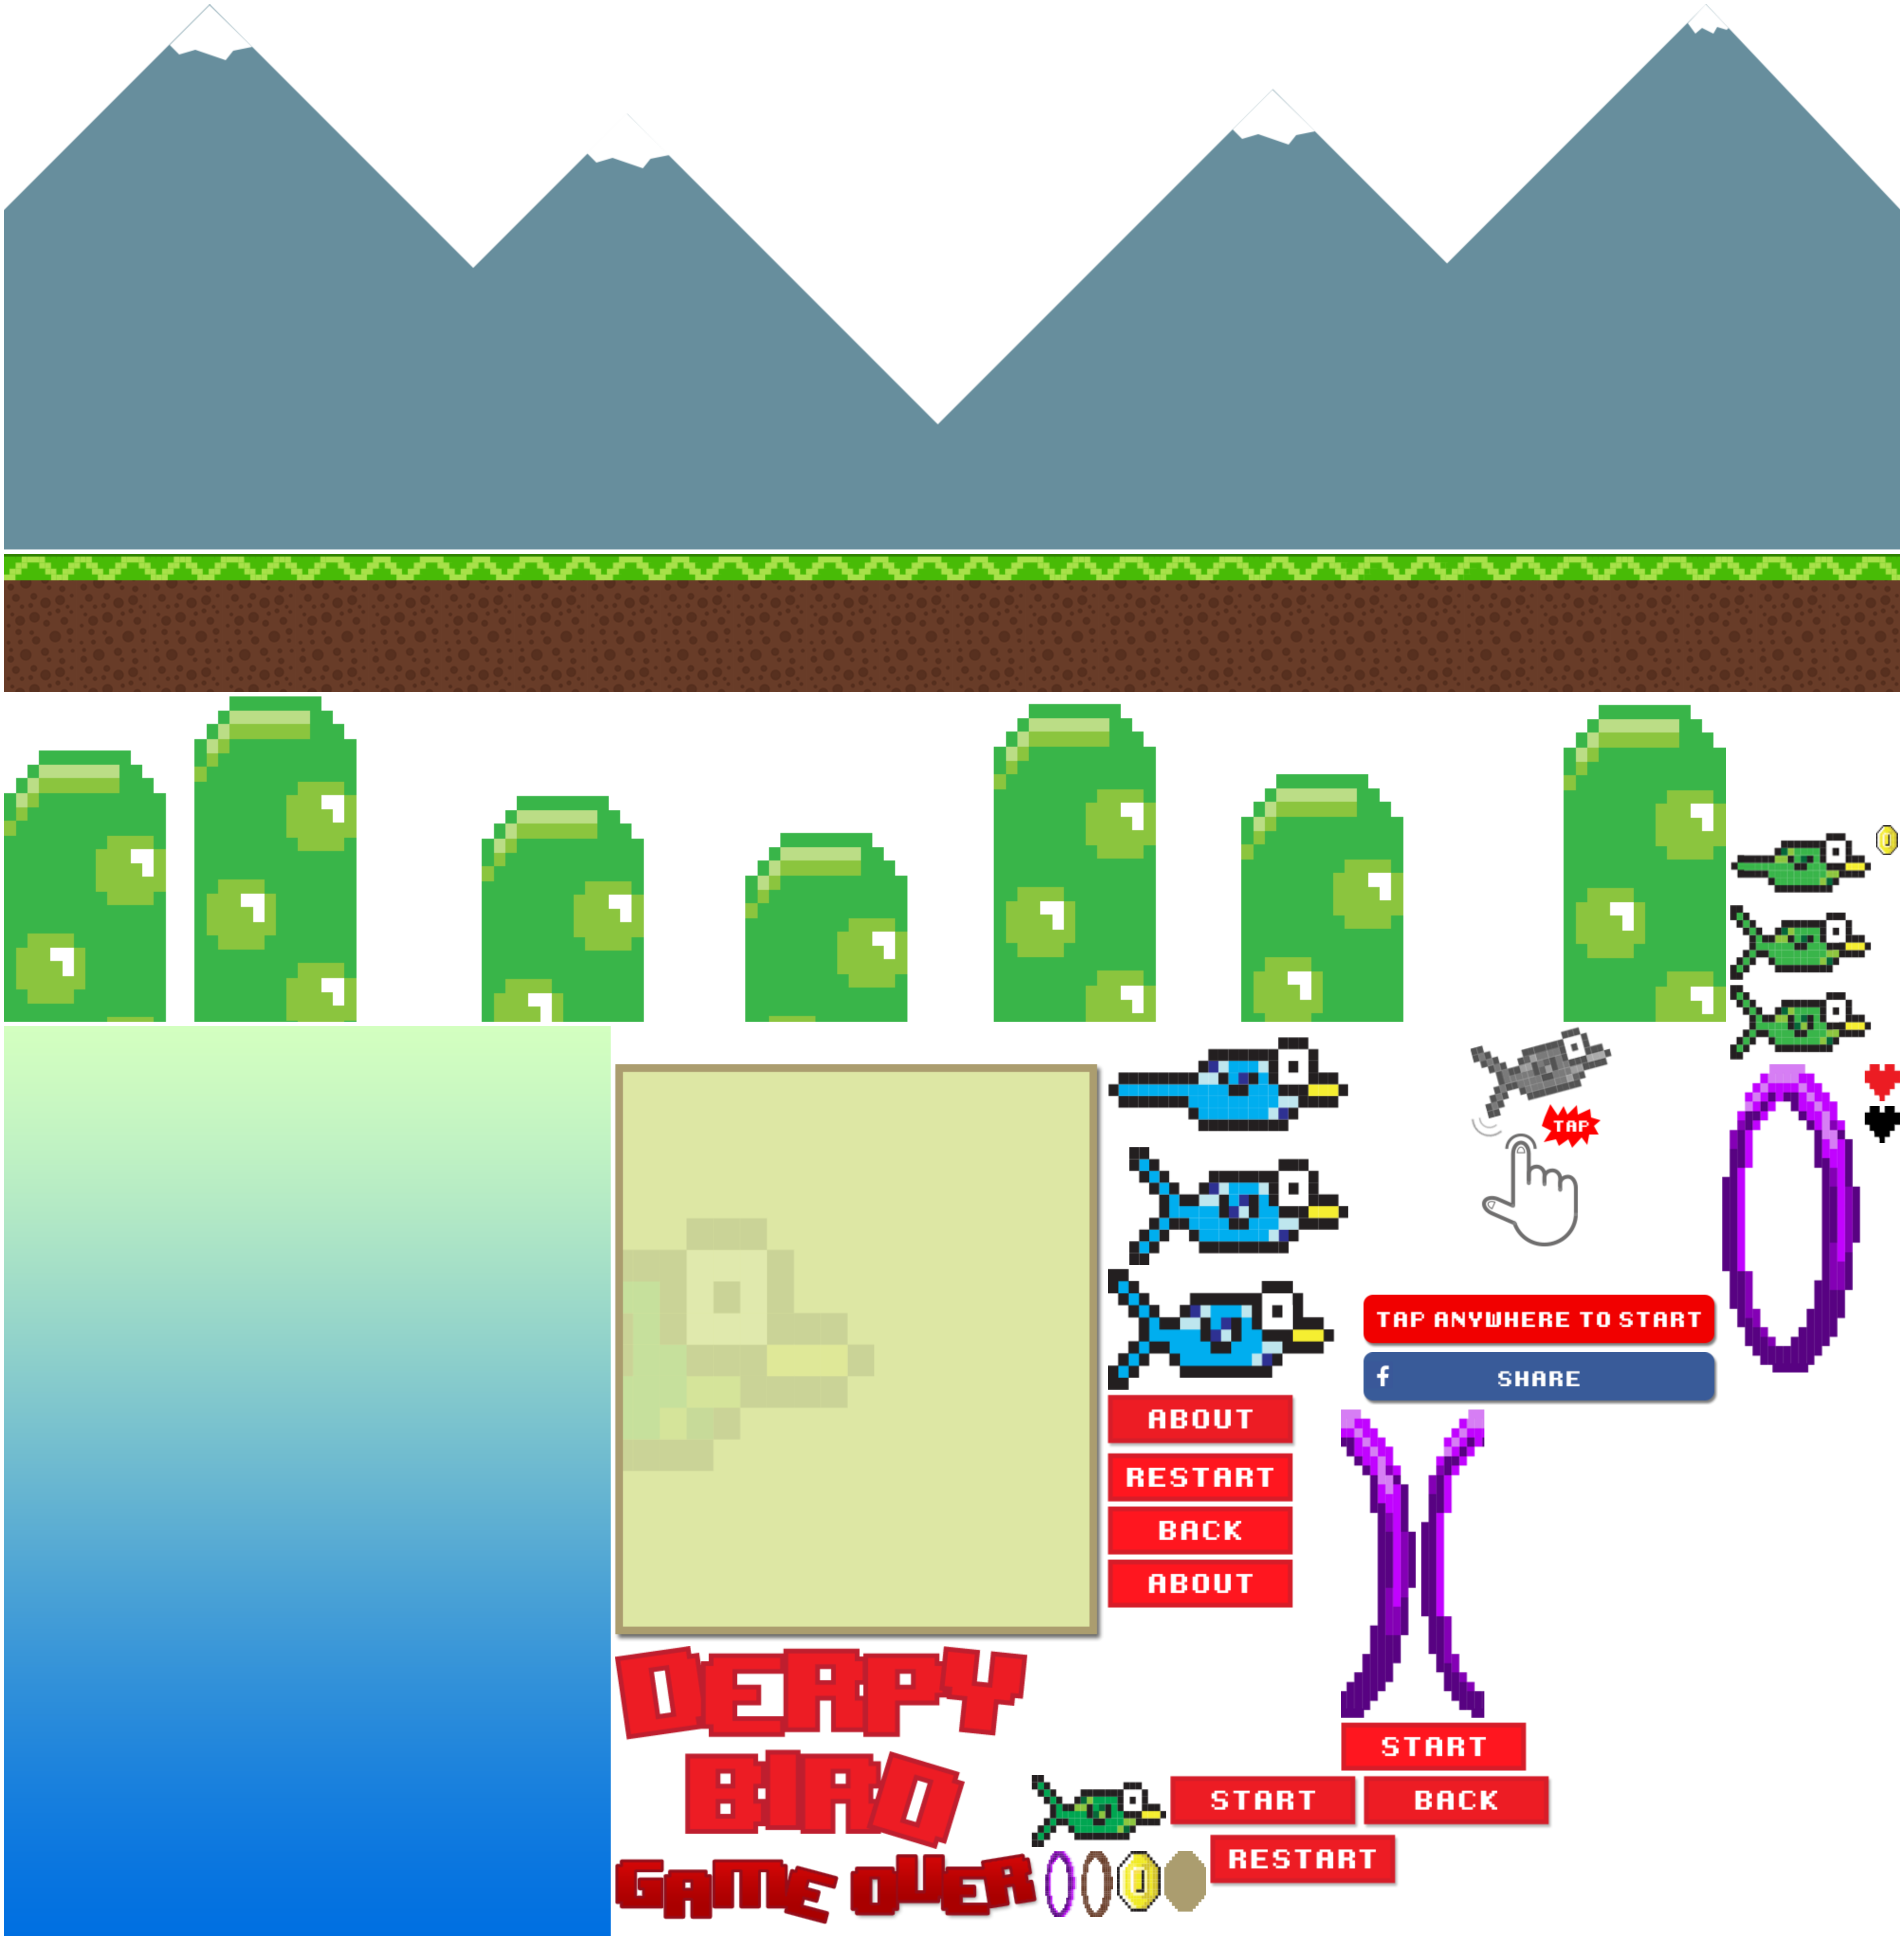 TAP
TAP ANYWHERE TO START
f SHARE
ABOUT
RESTART
BACK
ABOUT
DERPY
BIRD
START
START
BACK
RESTART
GAME OVER